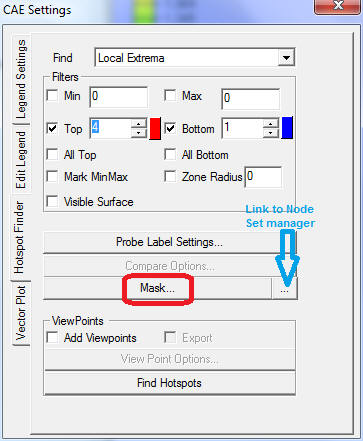 CAE Settings
Legend Settings
Edit Legend
Hotspot Finder
Vector Plot
Find Local Extrema
Filters
Min 0 Max 0
Top 4 Bottom 1
All Top All Bottom
Mark MinMax Zone Radius 0
Visible Surface
Link to Node
Set manager
Probe Label Settings...
Compare Options...
Mask... ...
ViewPoints
Add Viewpoints Export
View Point Options...
Find Hotspots